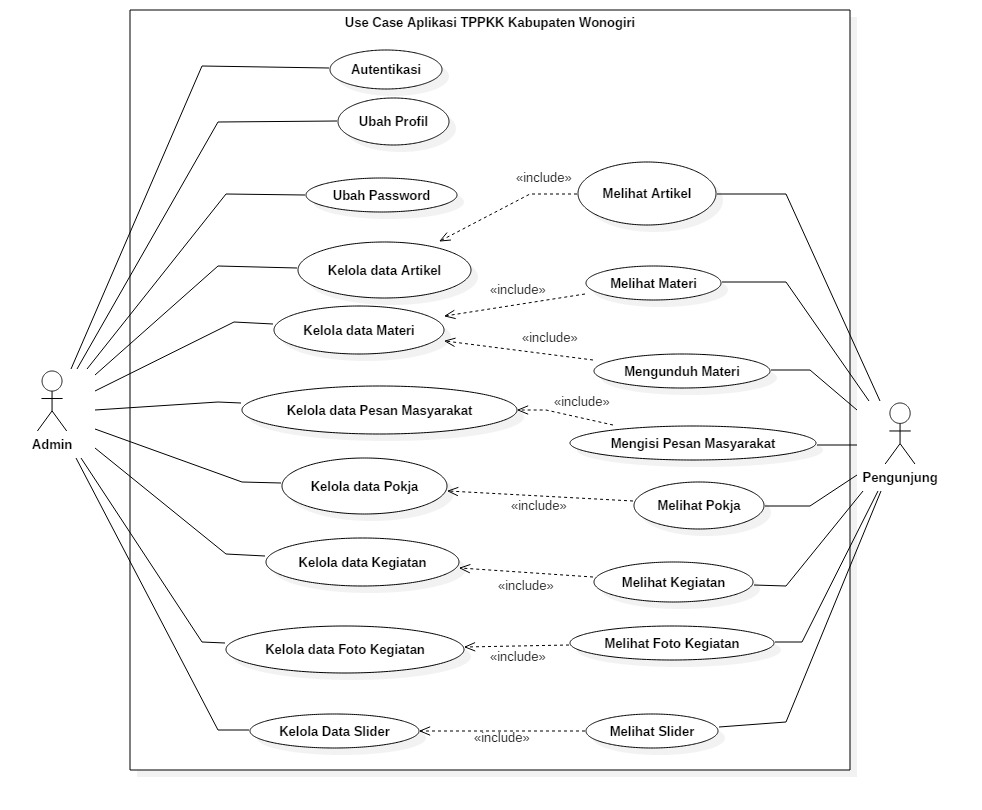 Use Case Aplikasi TPPKK Kabupaten Wonogiri
Autentikasi
Ubah Profil
«include»
Ubah Password
Melihat Artikel
Kelola data Artikel
Melihat Materi
«include»
Kelola data Materi
«include»
Mengunduh Materi
«include»
Kelola data Pesan Masyarakat
Mengisi Pesan Masyarakat
Admin
Pengunjung
Kelola data Pokja
«include»
Melihat Pokja
Kelola data Kegiatan
«include»
Melihat Kegiatan
Kelola data Foto Kegiatan
«include»
Melihat Foto Kegiatan
Kelola Data Slider
«include»
Melihat Slider